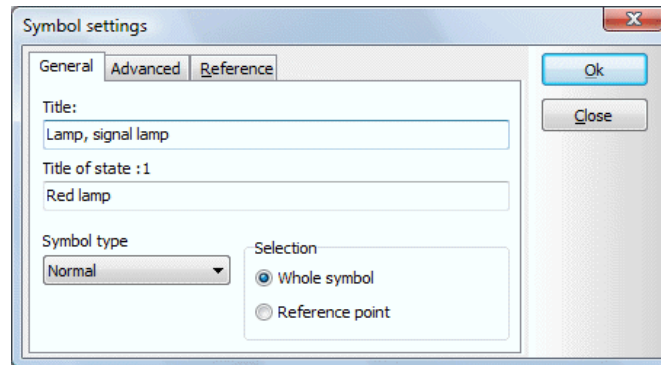 Symbol settings
General Advanced Reference
Ok
Close
Title:
Lamp, signal lamp
Title of state :1
Red lamp
Symbol type
Normal
Selection
Whole symbol
Reference point